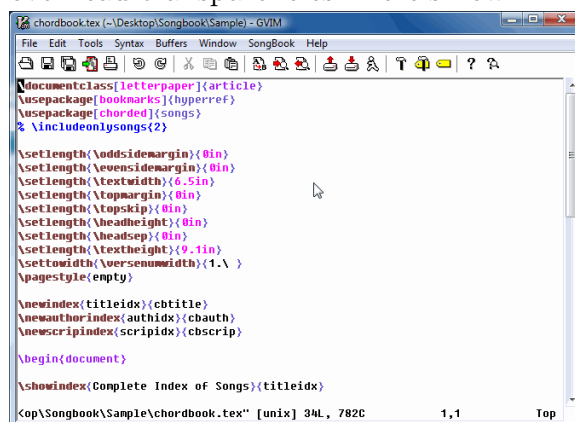 chordbook.tex (~\Desktop\Songbook\Sample) - GVIM
File Edit Tools Syntax Buffers Window SongBook Help
\documentclass[letterpaper]{article}
\usepackage[bookmarks]{hyperref}
\usepackage[chorded]{songs}
% \includeonlysongs{2}
\setlength{\oddsidemargin}{0in}
\setlength{\evensidemargin}{0in}
\setlength{\textwidth}{6.5in}
\setlength{\topmargin}{0in}
\setlength{\topskip}{0in}
\setlength{\headheight}{0in}
\setlength{\headsep}{0in}
\setlength{\textheight}{9.1in}
\settowidth{\versenumwidth}{1.\ }
\pagestyle{empty}
\newindex{titleidx}{cbtitle}
\newauthorindex{authidx}{cbauth}
\newscripindex{scripidx}{cbscrip}
\begin{document}
\showindex{Complete Index of Songs}{titleidx}
<op\Songbook\Sample\chordbook.tex" [unix] 34L, 782C 1,1 Top